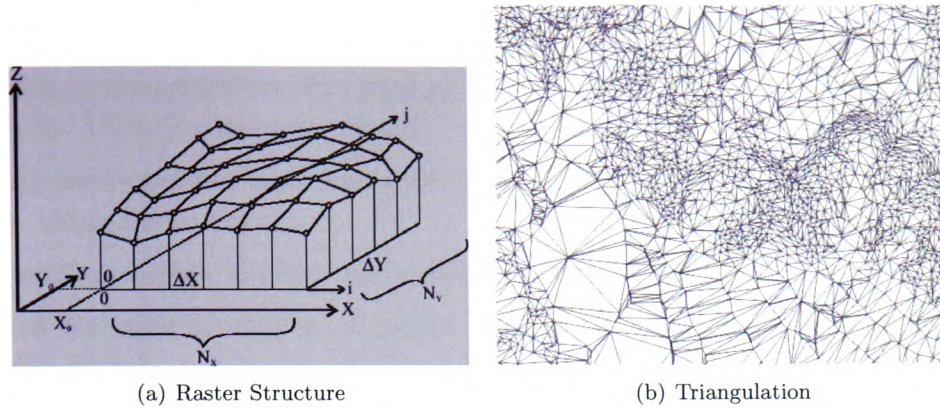 Z
j
Y₀
Y
0
0
ΔX
ΔY
i
X₀
X
Nₓ
Nᵧ
(a) Raster Structure
(b) Triangulation